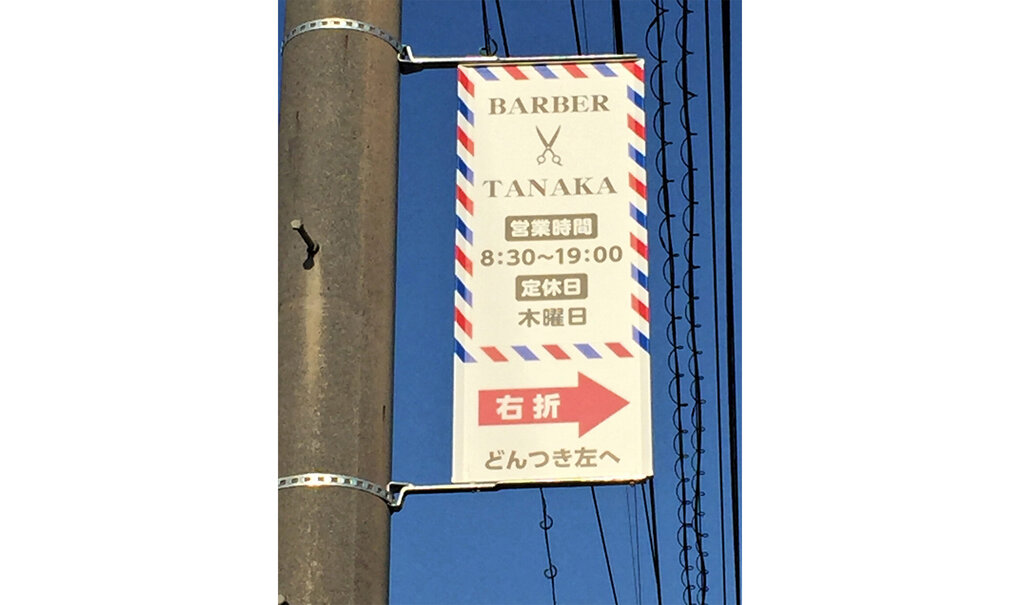 BARBER
TANAKA
営業時間
8:30～19:00
定休日
木曜日
右折
どんつき左へ